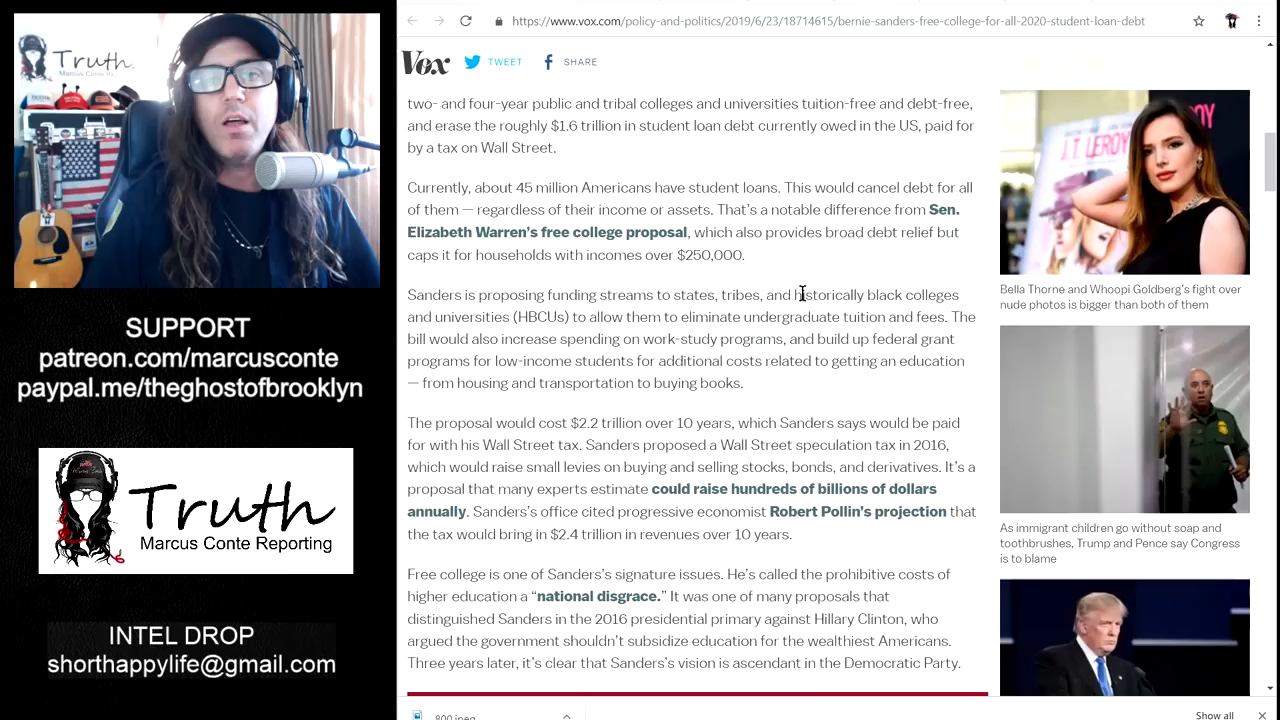 Truth.
Marcus Conte
SUPPORT
patreon.com/marcusconte
paypal.me/theghostofbrooklyn
Truth
Marcus Conte Reporting
INTEL DROP
shorthappylife@gmail.com
https://www.vox.com/policy-and-politics/2019/6/23/18714615/bernie-sanders-free-college-for-all-2020-student-loan-debt
Vox
TWEET
SHARE
two- and four-year public and tribal colleges and universities tuition-free and debt-free,
and erase the roughly $1.6 trillion in student loan debt currently owed in the US, paid for
by a tax on Wall Street.
Currently, about 45 million Americans have student loans. This would cancel debt for all
of them — regardless of their income or assets. That's a notable difference from Sen.
Elizabeth Warren's free college proposal, which also provides broad debt relief but
caps it for households with incomes over $250,000.
Sanders is proposing funding streams to states, tribes, and historically black colleges
and universities (HBCUs) to allow them to eliminate undergraduate tuition and fees. The
bill would also increase spending on work-study programs, and build up federal grant
programs for low-income students for additional costs related to getting an education
— from housing and transportation to buying books.
The proposal would cost $2.2 trillion over 10 years, which Sanders says would be paid
for with his Wall Street tax. Sanders proposed a Wall Street speculation tax in 2016,
which would raise small levies on buying and selling stocks, bonds, and derivatives. It's a
proposal that many experts estimate could raise hundreds of billions of dollars
annually. Sanders's office cited progressive economist Robert Pollin's projection that
the tax would bring in $2.4 trillion in revenues over 10 years.
Free college is one of Sanders's signature issues. He's called the prohibitive costs of
higher education a “national disgrace.” It was one of many proposals that
distinguished Sanders in the 2016 presidential primary against Hillary Clinton, who
argued the government shouldn't subsidize education for the wealthiest Americans.
Three years later, it's clear that Sanders's vision is ascendant in the Democratic Party.
J.T. LEROY
Bella Thorne and Whoopi Goldberg's fight over
nude photos is bigger than both of them
As immigrant children go without soap and
toothbrushes, Trump and Pence say Congress
is to blame
800.jpeg
Show all